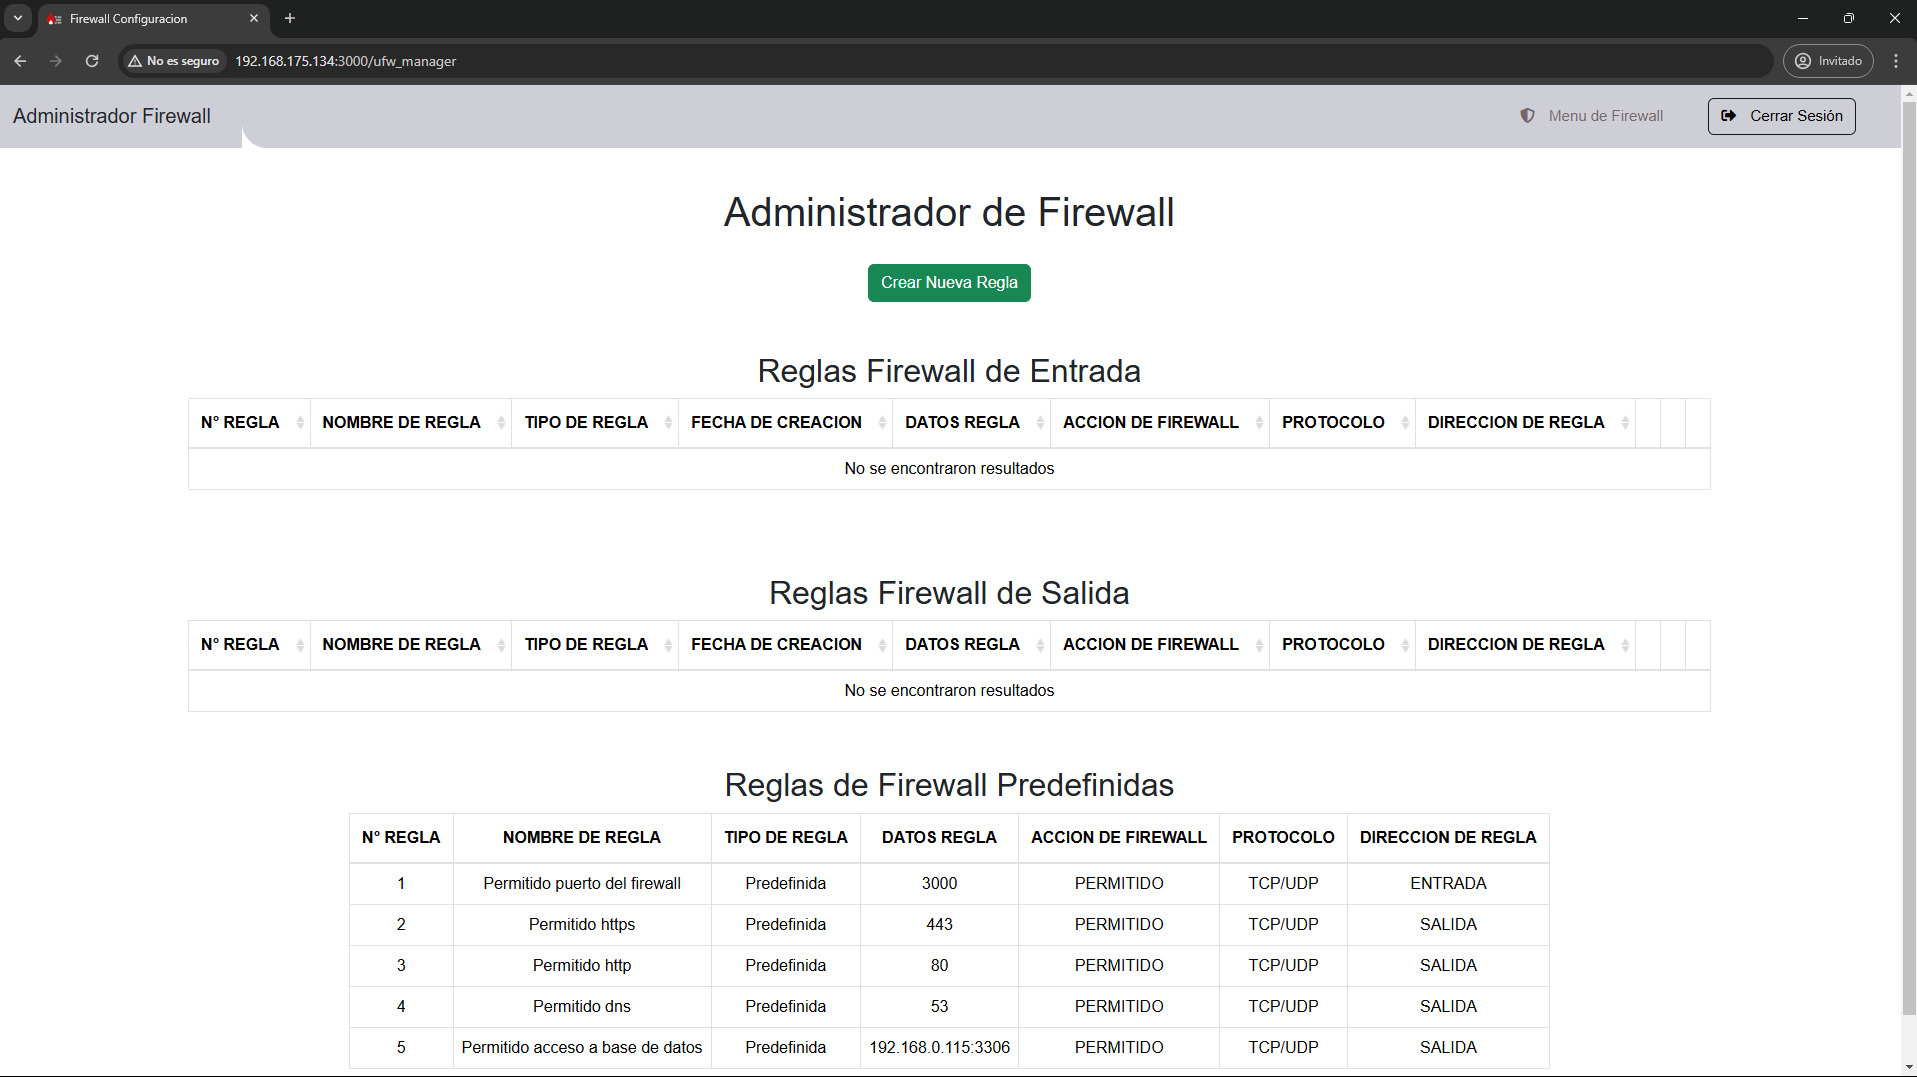 Firewall Configuracion
No es seguro 192.168.175.134:3000/ufw_manager Invitado
Administrador Firewall Menu de Firewall Cerrar Sesión
Administrador de Firewall
Crear Nueva Regla
Reglas Firewall de Entrada
N° REGLA NOMBRE DE REGLA TIPO DE REGLA FECHA DE CREACION DATOS REGLA ACCION DE FIREWALL PROTOCOLO DIRECCION DE REGLA
No se encontraron resultados
Reglas Firewall de Salida
N° REGLA NOMBRE DE REGLA TIPO DE REGLA FECHA DE CREACION DATOS REGLA ACCION DE FIREWALL PROTOCOLO DIRECCION DE REGLA
No se encontraron resultados
Reglas de Firewall Predefinidas
N° REGLA NOMBRE DE REGLA TIPO DE REGLA DATOS REGLA ACCION DE FIREWALL PROTOCOLO DIRECCION DE REGLA
1 Permitido puerto del firewall Predefinida 3000 PERMITIDO TCP/UDP ENTRADA
2 Permitido https Predefinida 443 PERMITIDO TCP/UDP SALIDA
3 Permitido http Predefinida 80 PERMITIDO TCP/UDP SALIDA
4 Permitido dns Predefinida 53 PERMITIDO TCP/UDP SALIDA
5 Permitido acceso a base de datos Predefinida 192.168.0.115:3306 PERMITIDO TCP/UDP SALIDA